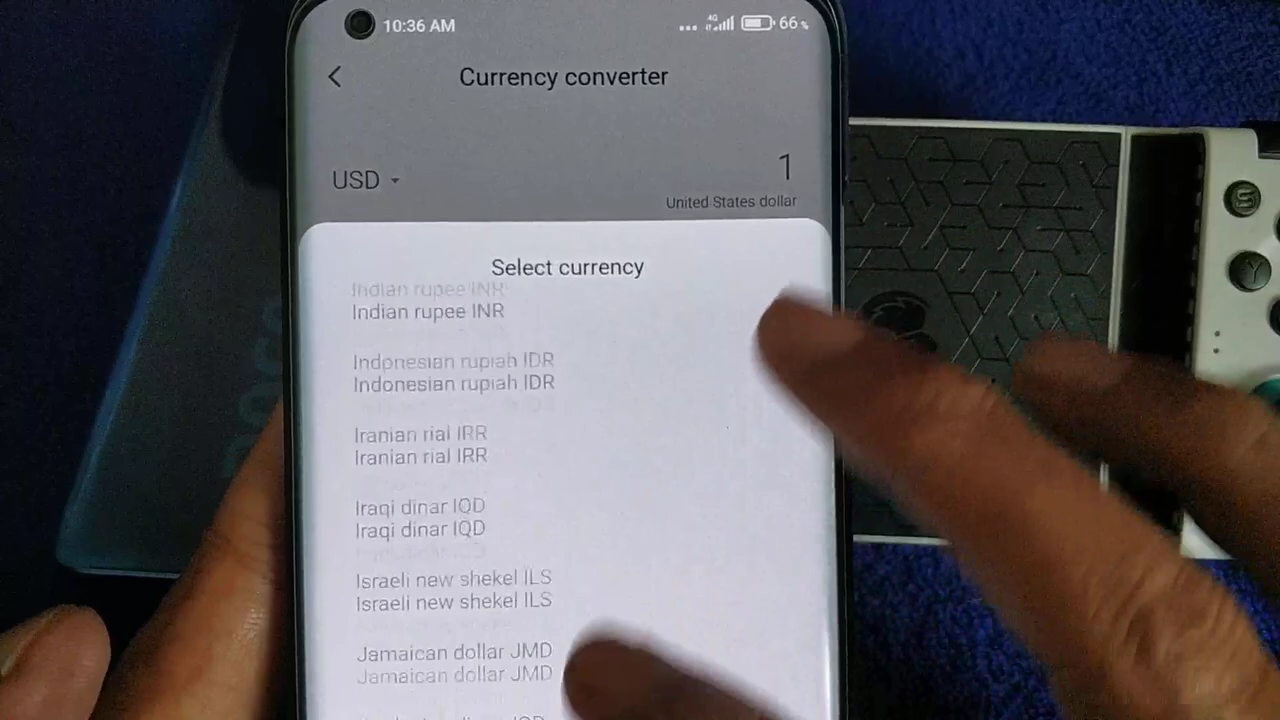 10:36 AM
4G
66%
Currency converter
USD
1
United States dollar
Select currency
Indian rupee INR
Indian rupee INR
Indonesian rupiah IDR
Indonesian rupiah IDR
Iranian rial IRR
Iranian rial IRR
Iraqi dinar IQD
Iraqi dinar IQD
Israeli new shekel ILS
Israeli new shekel ILS
Jamaican dollar JMD
Jamaican dollar JMD
S
Y